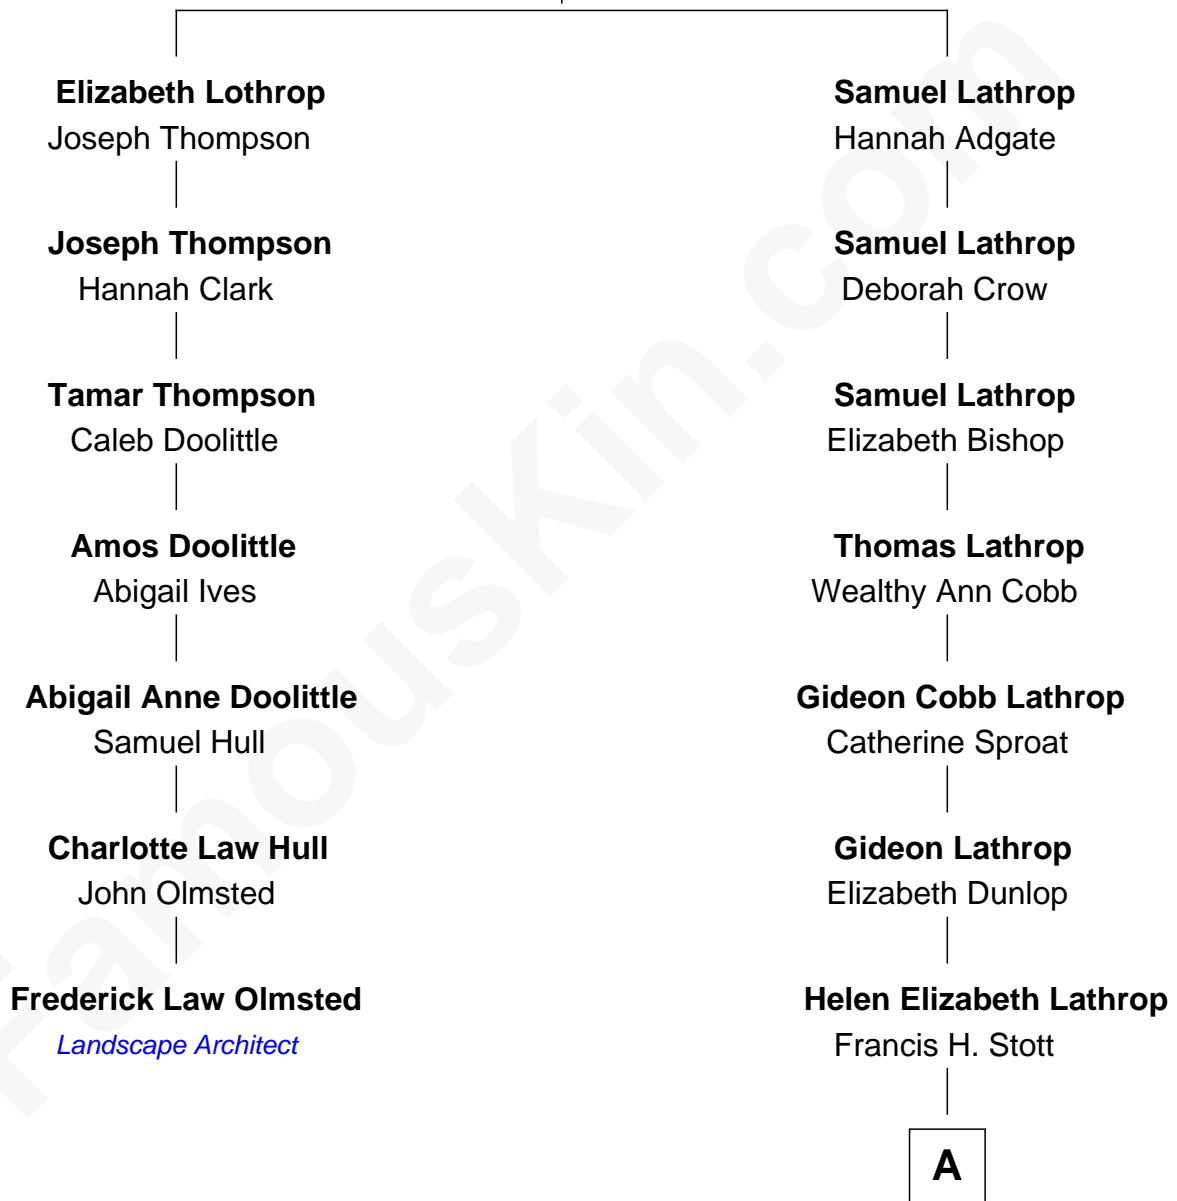 Elizabeth Lothrop
Joseph Thompson
Samuel Lathrop
Hannah Adgate
Joseph Thompson
Hannah Clark
Samuel Lathrop
Deborah Crow
Tamar Thompson
Caleb Doolittle
Samuel Lathrop
Elizabeth Bishop
Amos Doolittle
Abigail Ives
Thomas Lathrop
Wealthy Ann Cobb
Abigail Anne Doolittle
Samuel Hull
Gideon Cobb Lathrop
Catherine Sproat
Charlotte Law Hull
John Olmsted
Gideon Lathrop
Elizabeth Dunlop
Frederick Law Olmsted
Landscape Architect
Helen Elizabeth Lathrop
Francis H. Stott
A
FamousKin.com